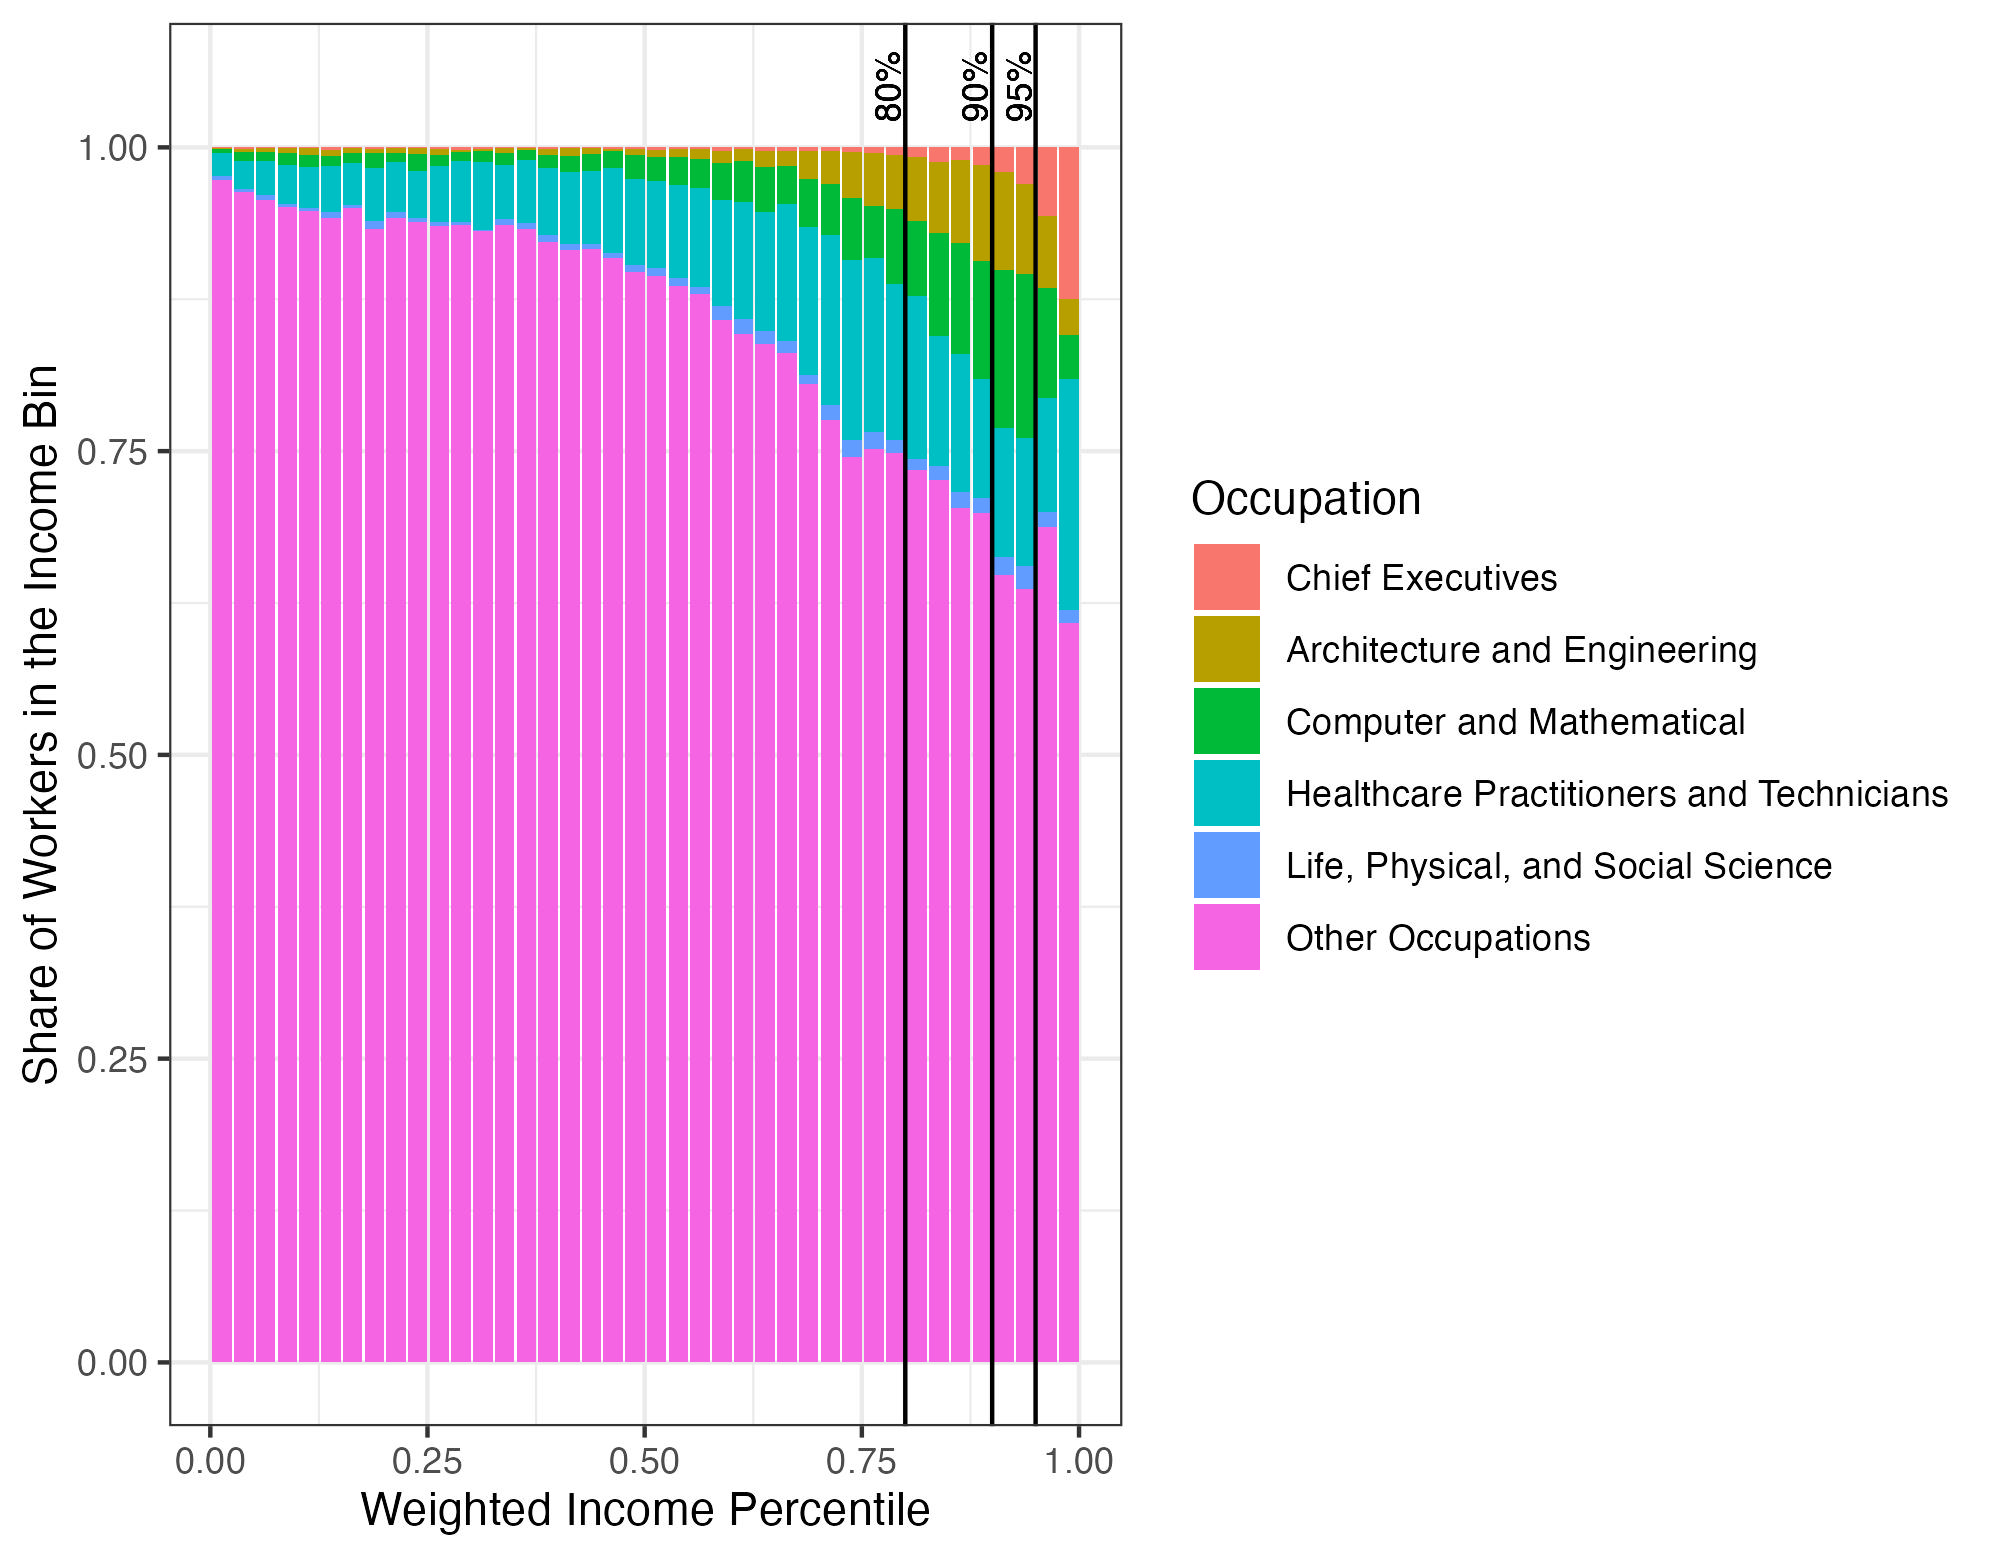 80%
90%
95%
1.00
0.75
0.50
0.25
0.00
Share of Workers in the Income Bin
0.00 0.25 0.50 0.75 1.00
Weighted Income Percentile
Occupation
Chief Executives
Architecture and Engineering
Computer and Mathematical
Healthcare Practitioners and Technicians
Life, Physical, and Social Science
Other Occupations